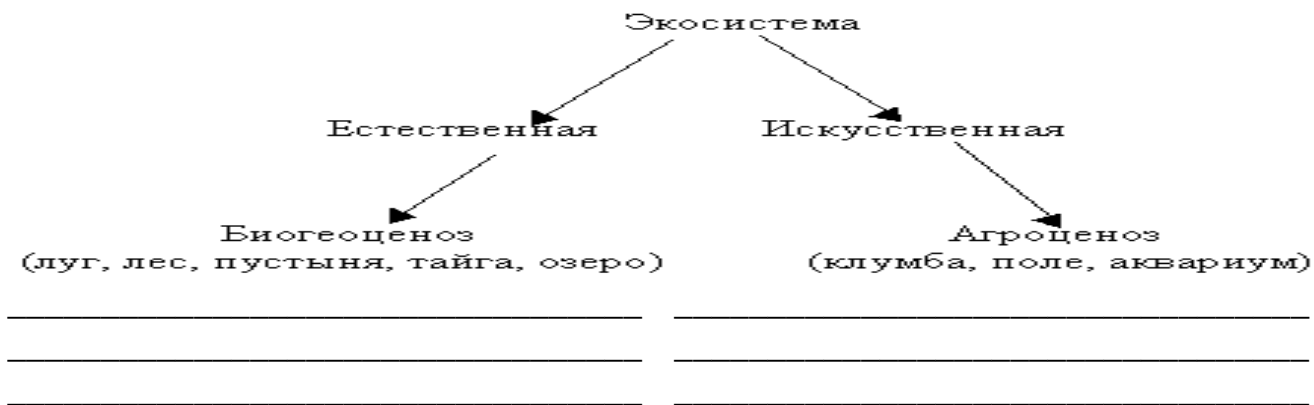 Экосистема
Естественная Искусственная
Биогеоценоз Агроценоз
(луг, лес, пустыня, тайга, озеро) (клумба, поле, аквариум)